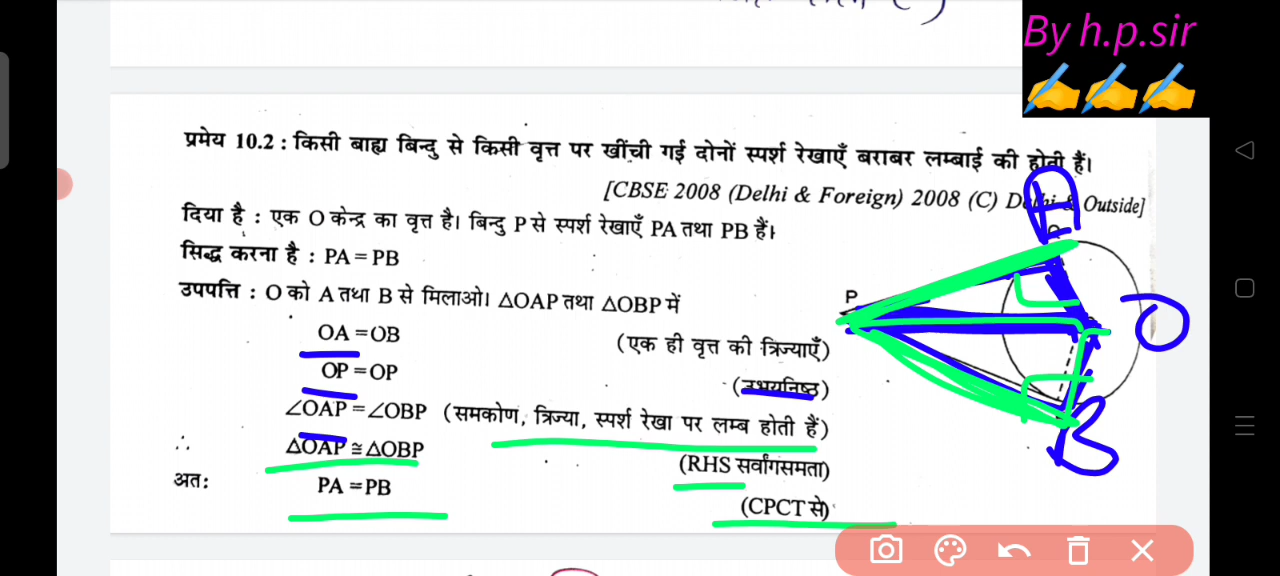 By h.p.sir
प्रमेय 10.2 : किसी बाह्य बिन्दु से किसी वृत्त पर खींची गई दोनों स्पर्श रेखाएँ बराबर लम्बाई की होती हैं।
[CBSE 2008 (Delhi & Foreign) 2008 (C) Delhi & Outside]
दिया है : एक O केन्द्र का वृत्त है। बिन्दु P से स्पर्श रेखाएँ PA तथा PB हैं।
सिद्ध करना है : PA = PB
उपपत्ति : O को A तथा B से मिलाओ। △OAP तथा △OBP में
OA = OB (एक ही वृत्त की त्रिज्याएँ)
OP = OP (उभयनिष्ठ)
∠OAP = ∠OBP (समकोण, त्रिज्या, स्पर्श रेखा पर लम्ब होती हैं)
∴ △OAP ≅ △OBP (RHS सर्वांगसमता)
अत: PA = PB (CPCT से)
A
P
O
B